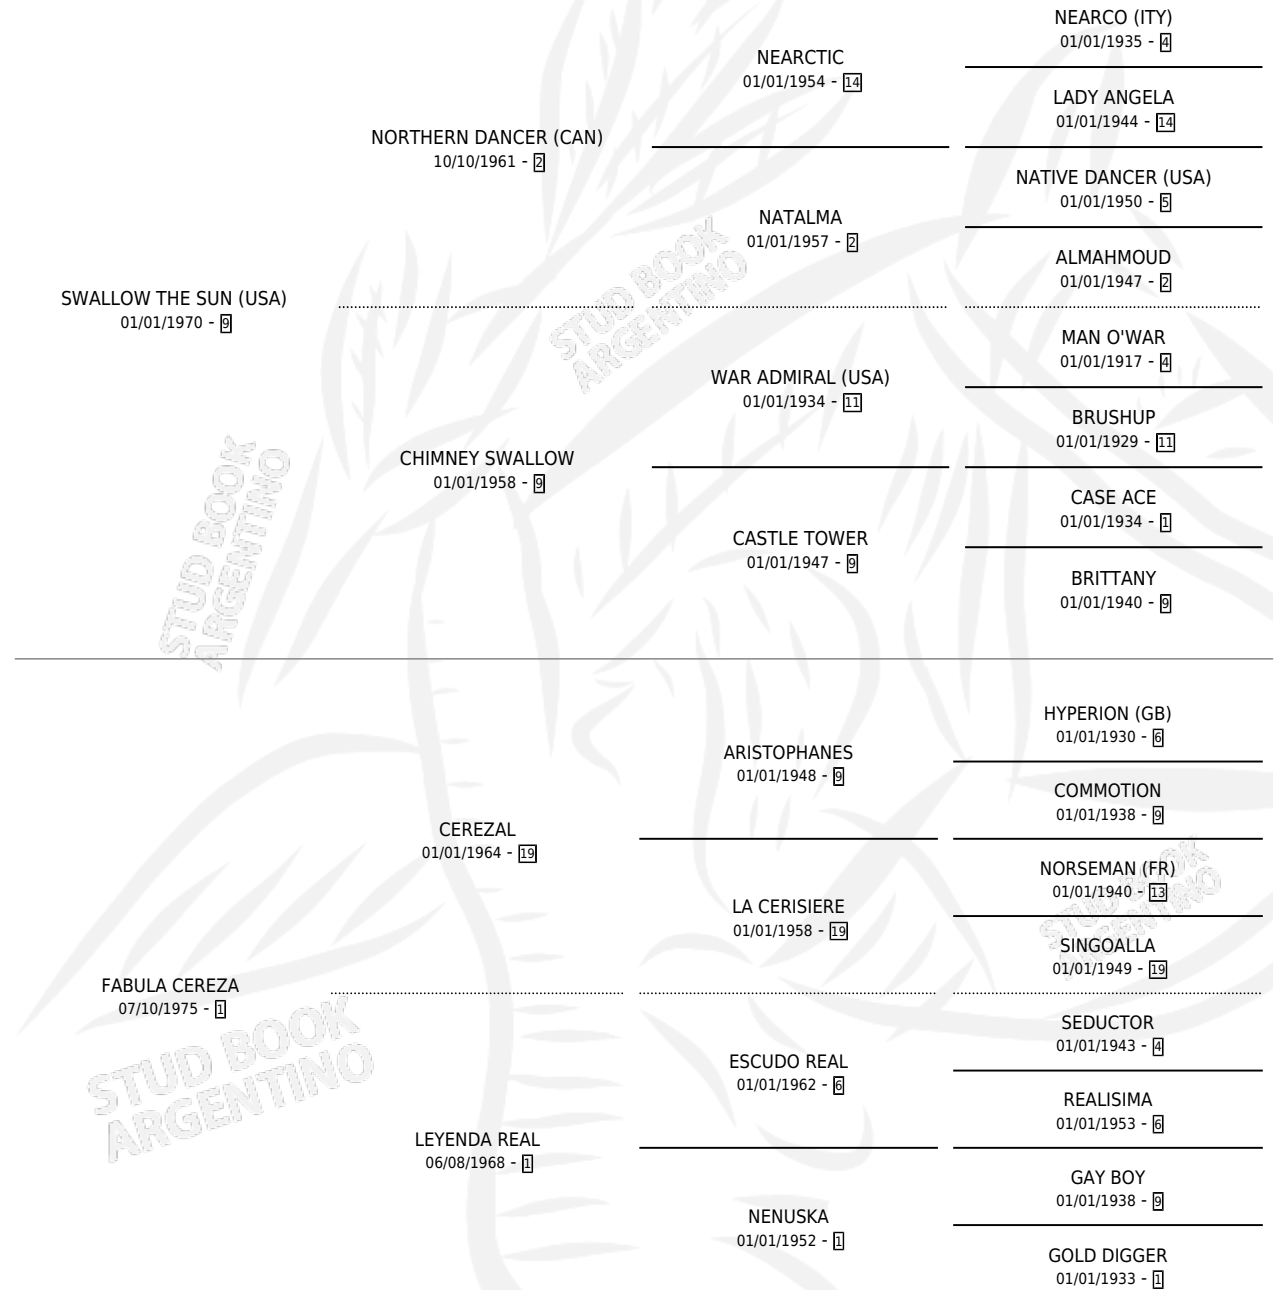 NEARCO (ITY)
01/01/1935 - 4
NEARCTIC
01/01/1954 - 14
LADY ANGELA
01/01/1944 - 14
NORTHERN DANCER (CAN)
10/10/1961 - 2
NATIVE DANCER (USA)
01/01/1950 - 5
NATALMA
01/01/1957 - 2
ALMAHMOUD
01/01/1947 - 2
SWALLOW THE SUN (USA)
01/01/1970 - 9
MAN O'WAR
01/01/1917 - 4
WAR ADMIRAL (USA)
01/01/1934 - 11
BRUSHUP
01/01/1929 - 11
CHIMNEY SWALLOW
01/01/1958 - 9
CASE ACE
01/01/1934 - 1
CASTLE TOWER
01/01/1947 - 9
BRITTANY
01/01/1940 - 9
HYPERION (GB)
01/01/1930 - 6
ARISTOPHANES
01/01/1948 - 9
COMMOTION
01/01/1938 - 9
CEREZAL
01/01/1964 - 19
NORSEMAN (FR)
01/01/1940 - 13
LA CERISIERE
01/01/1958 - 19
SINGOALLA
01/01/1949 - 19
FABULA CEREZA
07/10/1975 - 1
SEDUCTOR
01/01/1943 - 4
ESCUDO REAL
01/01/1962 - 6
REALISIMA
01/01/1953 - 6
LEYENDA REAL
06/08/1968 - 1
GAY BOY
01/01/1938 - 9
NENUSKA
01/01/1952 - 1
GOLD DIGGER
01/01/1933 - 1
STUD BOOK
ARGENTINO
STUD BOOK
ARGENTINO
STUD BOOK
ARGENTINO
STUD BOOK
ARGENTINO